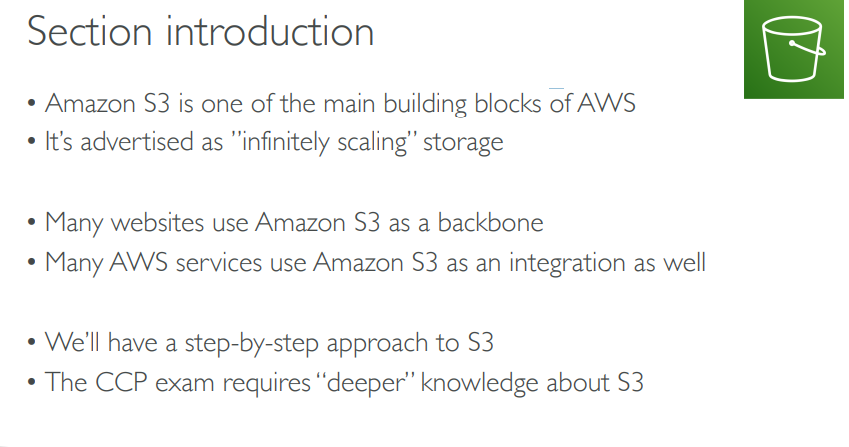 Section introduction
• Amazon S3 is one of the main building blocks of AWS
• It’s advertised as ”infinitely scaling” storage
• Many websites use Amazon S3 as a backbone
• Many AWS services use Amazon S3 as an integration as well
• We’ll have a step-by-step approach to S3
• The CCP exam requires “deeper” knowledge about S3